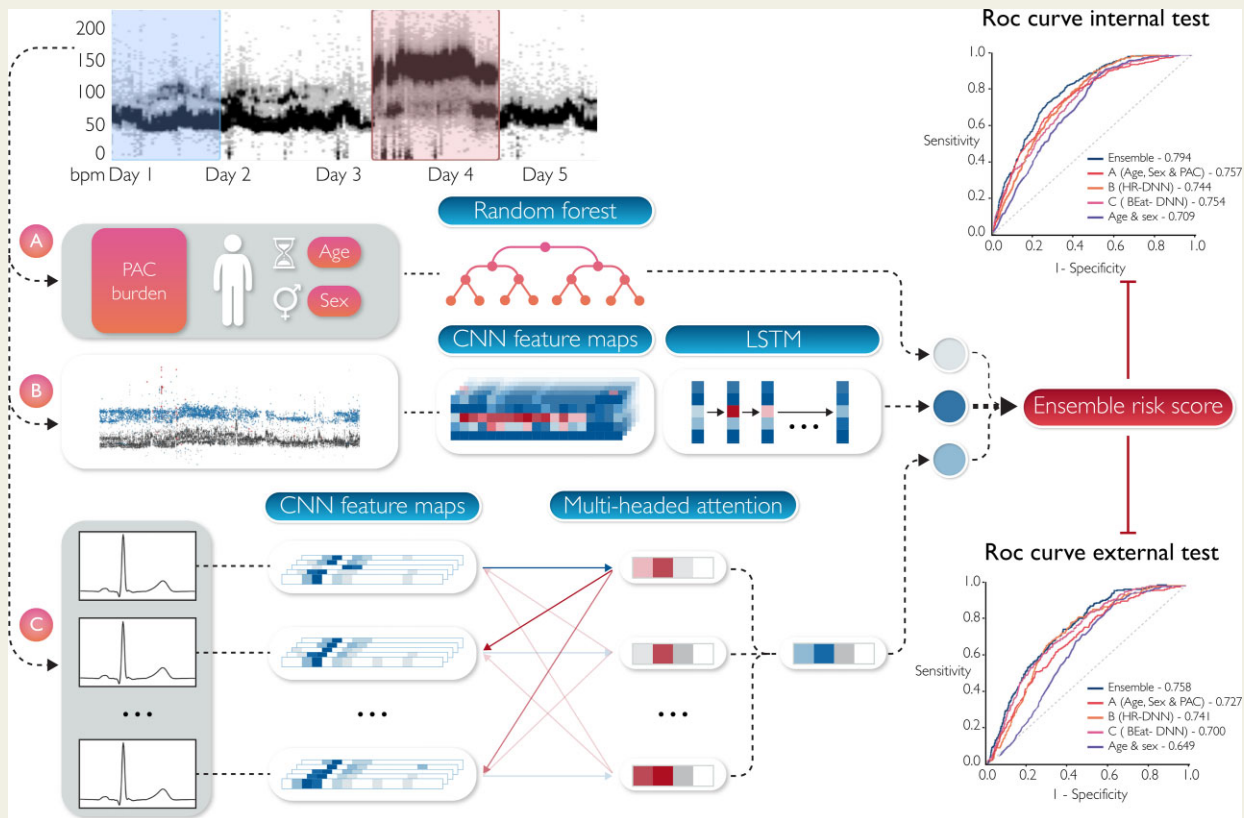 200
150
100
50
0
bpm Day 1 Day 2 Day 3 Day 4 Day 5
A
PAC
burden
Age
Sex
Random forest
B
CNN feature maps
LSTM
• • •
C
• • •
CNN feature maps
• • •
Multi-headed attention
• • •
Ensemble risk score
Roc curve internal test
1.0
0.8
0.6
Sensitivity
0.4
0.2
0.0
Ensemble - 0.794
A (Age, Sex & PAC) - 0.757
B (HR-DNN) - 0.744
C ( BEat- DNN) - 0.754
Age & sex - 0.709
0.0 0.2 0.4 0.6 0.8 1.0
1 - Specificity
Roc curve external test
1.0
0.8
0.6
Sensitivity
0.4
0.2
0.0
Ensemble - 0.758
A (Age, Sex & PAC) - 0.727
B (HR-DNN) - 0.741
C ( BEat- DNN) - 0.700
Age & sex - 0.649
0.0 0.2 0.4 0.6 0.8 1.0
1 - Specificity